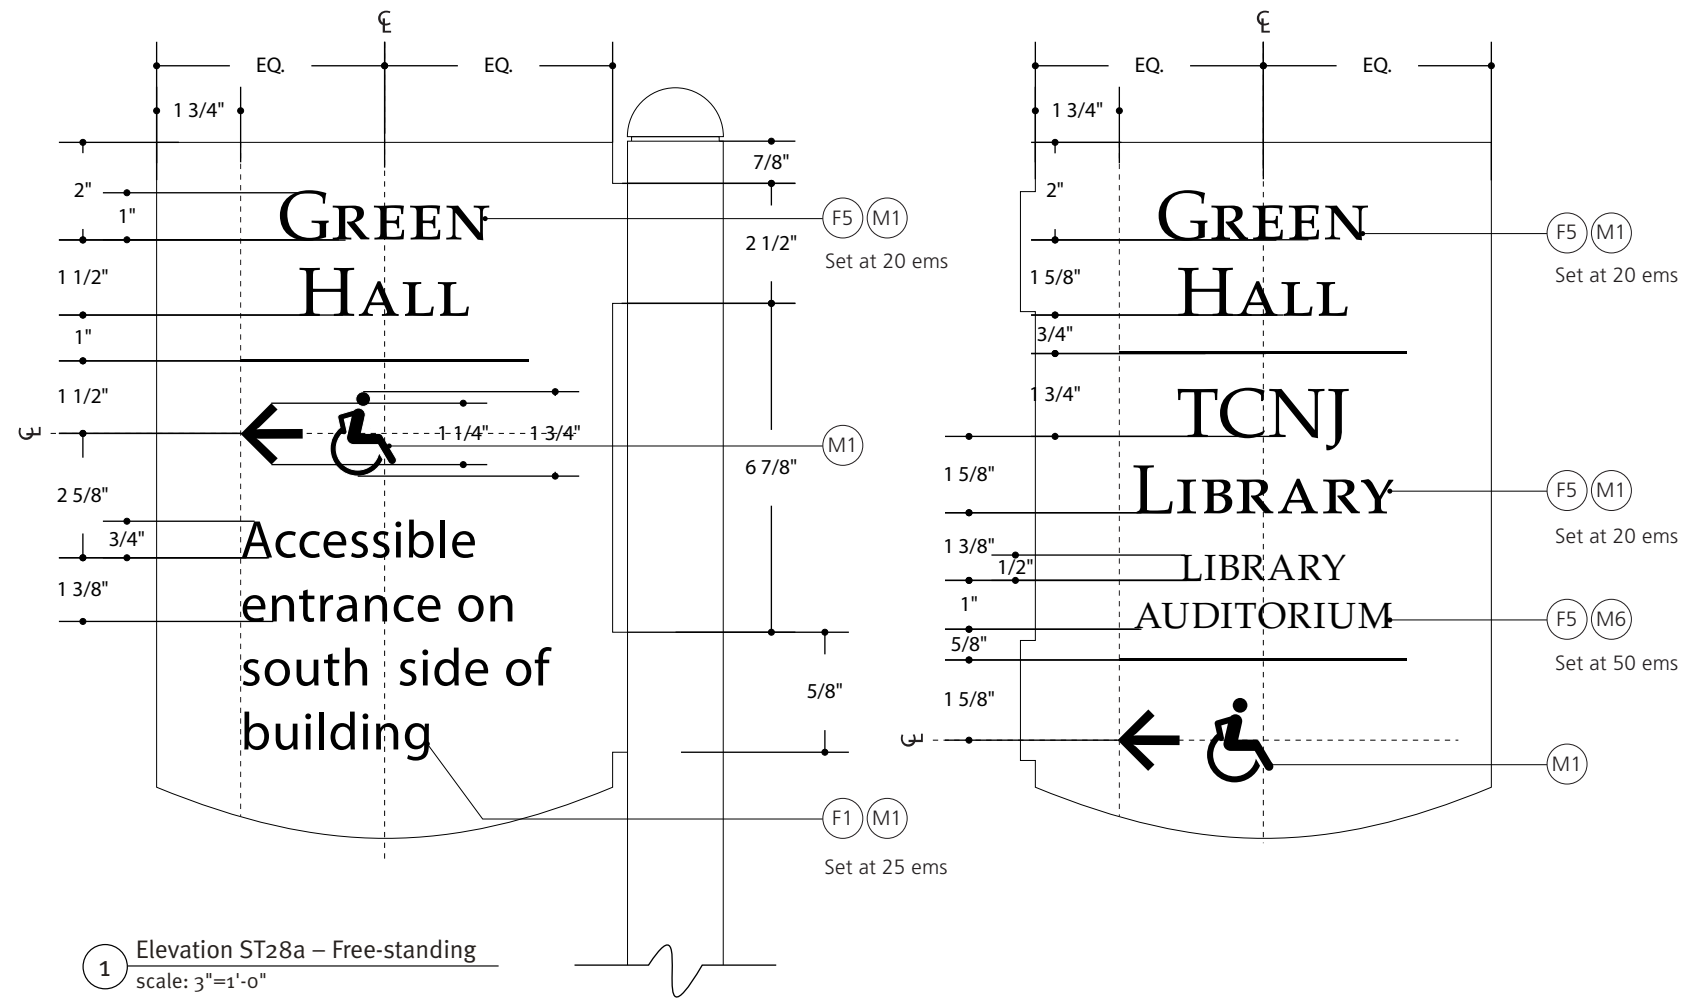 ℄
EQ.
EQ.
1 3/4"
2"
1"
1 1/2"
1"
1 1/2"
℄
2 5/8"
3/4"
1 3/8"
GREEN
HALL
1 1/4"
1 3/4"
Accessible
entrance on
south side of
building
7/8"
2 1/2"
6 7/8"
5/8"
F5 M1
Set at 20 ems
M1
F1 M1
Set at 25 ems
℄
EQ.
EQ.
1 3/4"
2"
1 5/8"
3/4"
1 3/4"
1 5/8"
1 3/8"
1/2"
1"
5/8"
1 5/8"
℄
GREEN
HALL
TCNJ
LIBRARY
LIBRARY
AUDITORIUM
F5 M1
Set at 20 ems
F5 M1
Set at 20 ems
F5 M6
Set at 50 ems
M1
1
Elevation ST28a – Free-standing
scale: 3"=1'-0"